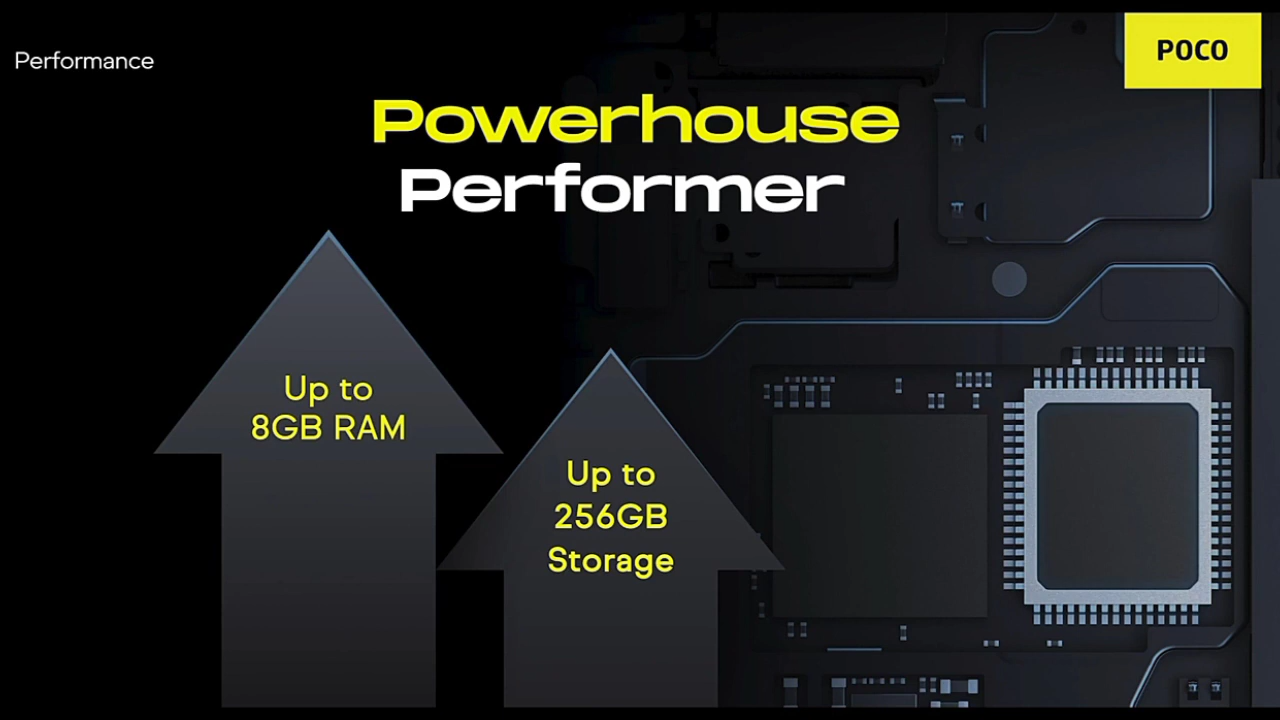 Performance
POCO
Powerhouse
Performer
Up to
8GB RAM
Up to
256GB
Storage